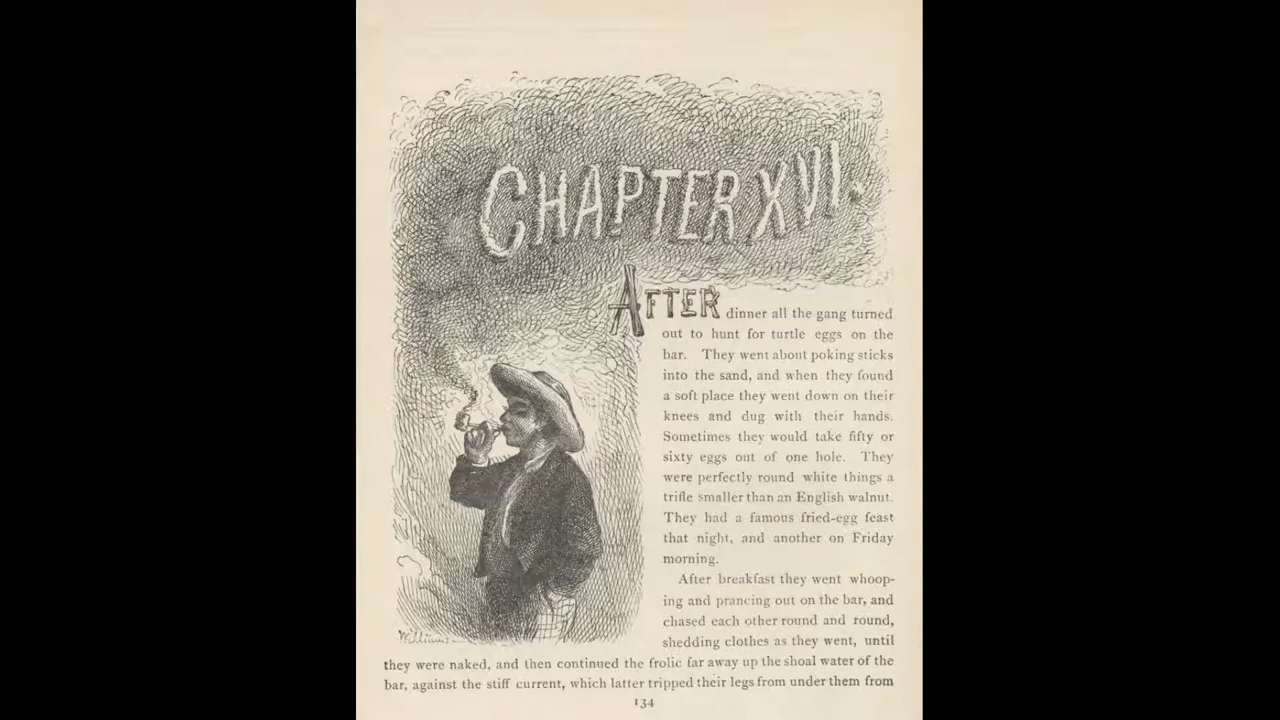 CHAPTER XVI.
AFTER dinner all the gang turned
out to hunt for turtle eggs on the
bar. They went about poking sticks
into the sand, and when they found
a soft place they went down on their
knees and dug with their hands.
Sometimes they would take fifty or
sixty eggs out of one hole. They
were perfectly round white things a
trifle smaller than an English walnut.
They had a famous fried-egg feast
that night, and another on Friday
morning.
After breakfast they went whoop-
ing and prancing out on the bar, and
chased each other round and round,
shedding clothes as they went, until
Williams
they were naked, and then continued the frolic far away up the shoal water of the
bar, against the stiff current, which latter tripped their legs from under them from
134